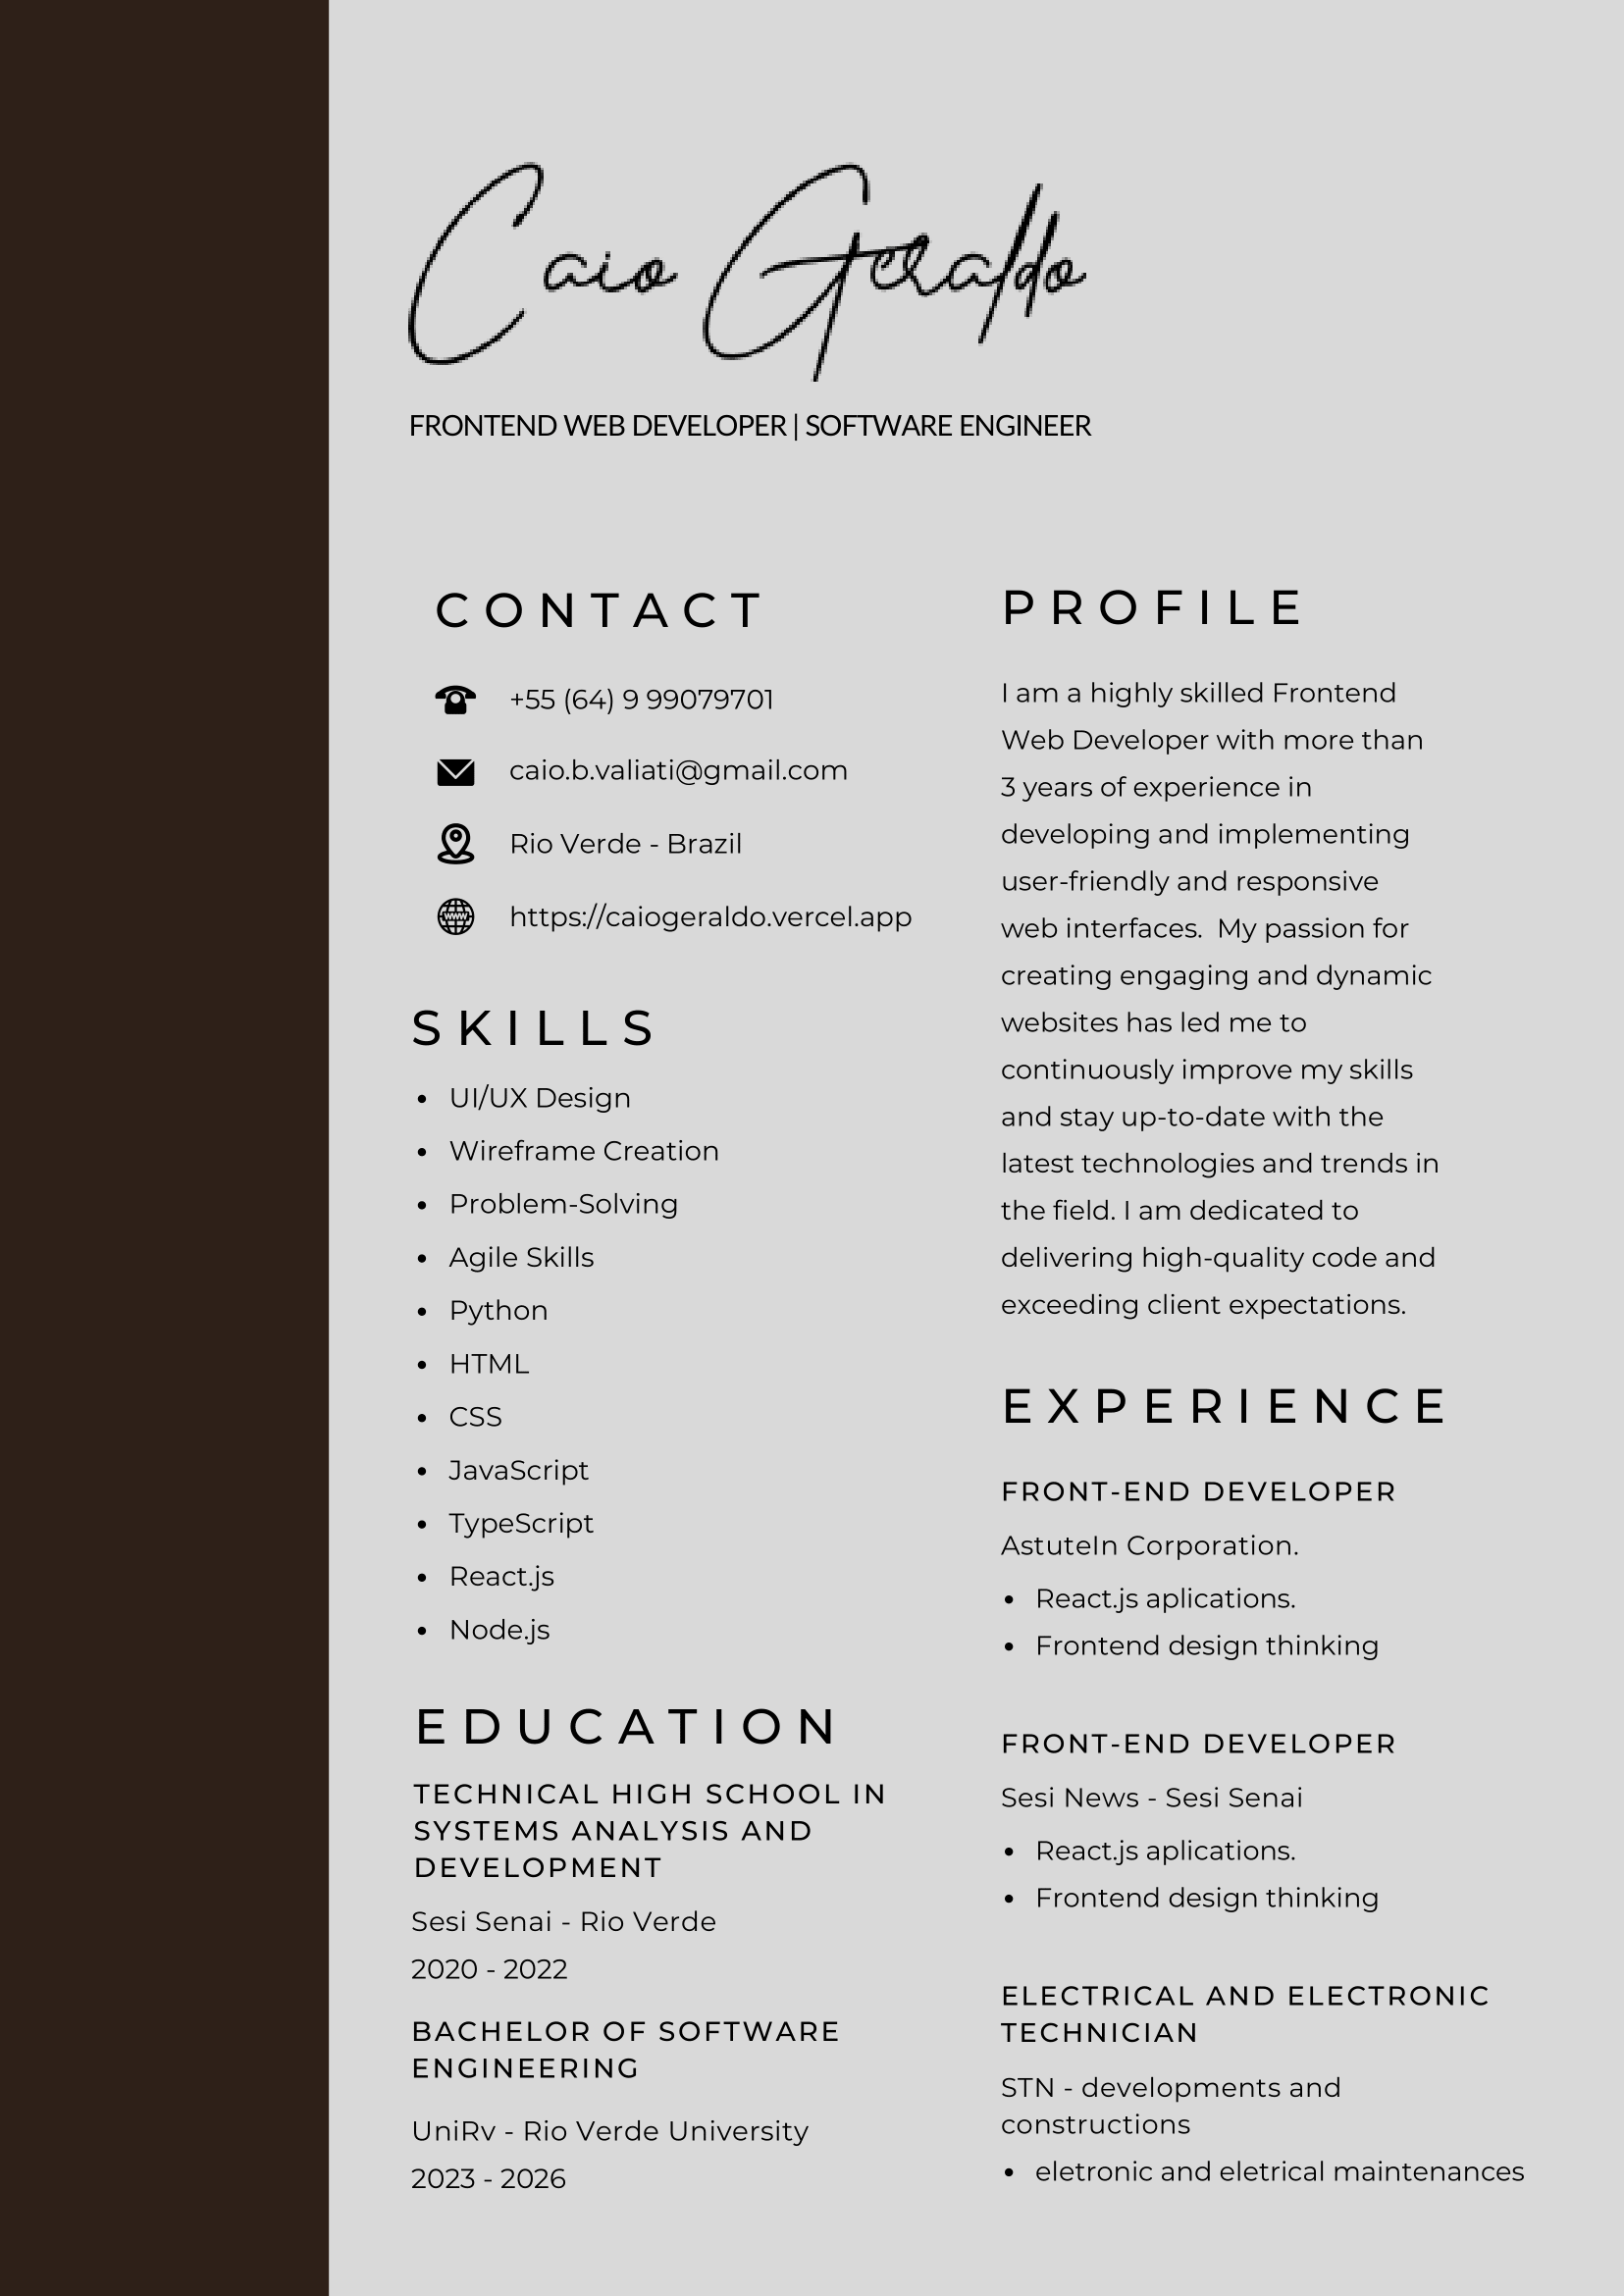 Caio Geraldo
FRONTEND WEB DEVELOPER | SOFTWARE ENGINEER
CONTACT
+55 (64) 9 99079701
caio.b.valiati@gmail.com
Rio Verde - Brazil
https://caiogeraldo.vercel.app
SKILLS
• UI/UX Design
• Wireframe Creation
• Problem-Solving
• Agile Skills
• Python
• HTML
• CSS
• JavaScript
• TypeScript
• React.js
• Node.js
EDUCATION
TECHNICAL HIGH SCHOOL IN
SYSTEMS ANALYSIS AND
DEVELOPMENT
Sesi Senai - Rio Verde
2020 - 2022
BACHELOR OF SOFTWARE
ENGINEERING
UniRv - Rio Verde University
2023 - 2026
PROFILE
I am a highly skilled Frontend
Web Developer with more than
3 years of experience in
developing and implementing
user-friendly and responsive
web interfaces.  My passion for
creating engaging and dynamic
websites has led me to
continuously improve my skills
and stay up-to-date with the
latest technologies and trends in
the field. I am dedicated to
delivering high-quality code and
exceeding client expectations.
EXPERIENCE
FRONT-END DEVELOPER
AstuteIn Corporation.
• React.js aplications.
• Frontend design thinking
FRONT-END DEVELOPER
Sesi News - Sesi Senai
• React.js aplications.
• Frontend design thinking
ELECTRICAL AND ELECTRONIC
TECHNICIAN
STN - developments and
constructions
• eletronic and eletrical maintenances